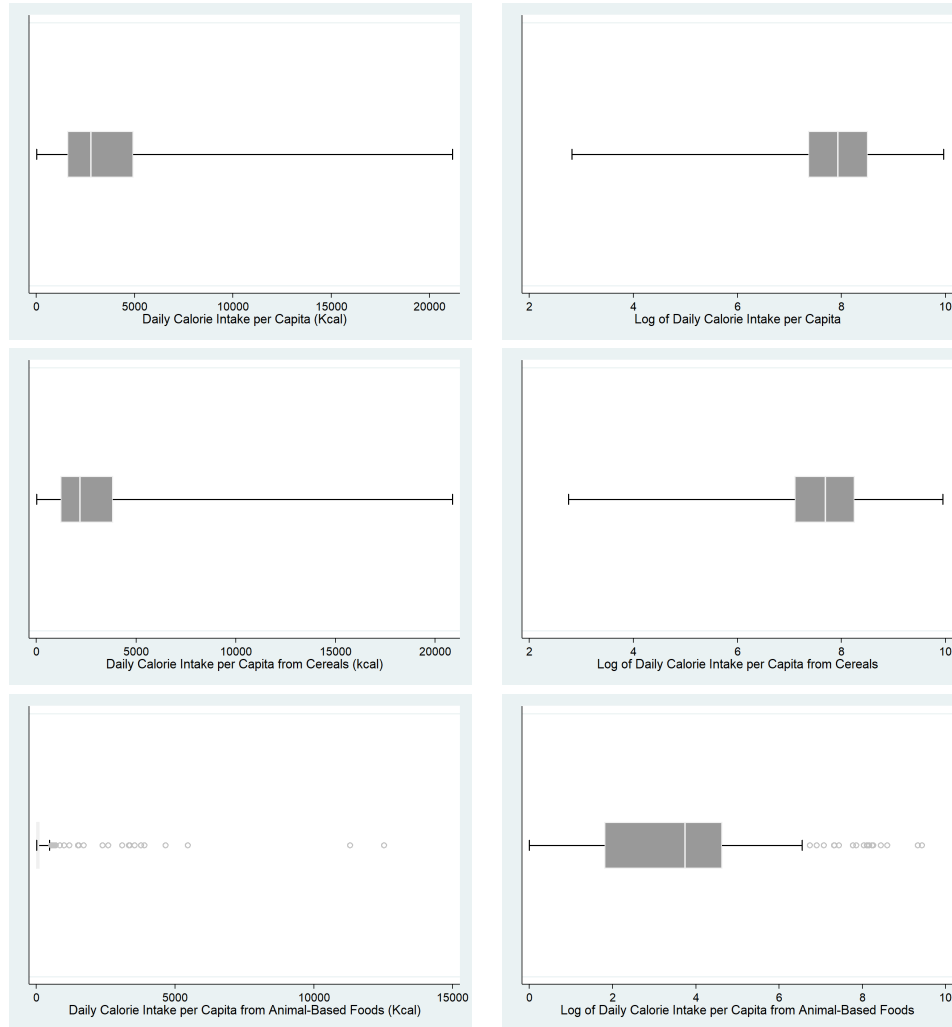 0 5000 10000 15000 20000
Daily Calorie Intake per Capita (Kcal)
2 4 6 8 10
Log of Daily Calorie Intake per Capita
0 5000 10000 15000 20000
Daily Calorie Intake per Capita from Cereals (kcal)
2 4 6 8 10
Log of Daily Calorie Intake per Capita from Cereals
0 5000 10000 15000
Daily Calorie Intake per Capita from Animal-Based Foods (Kcal)
0 2 4 6 8 10
Log of Daily Calorie Intake per Capita from Animal-Based Foods